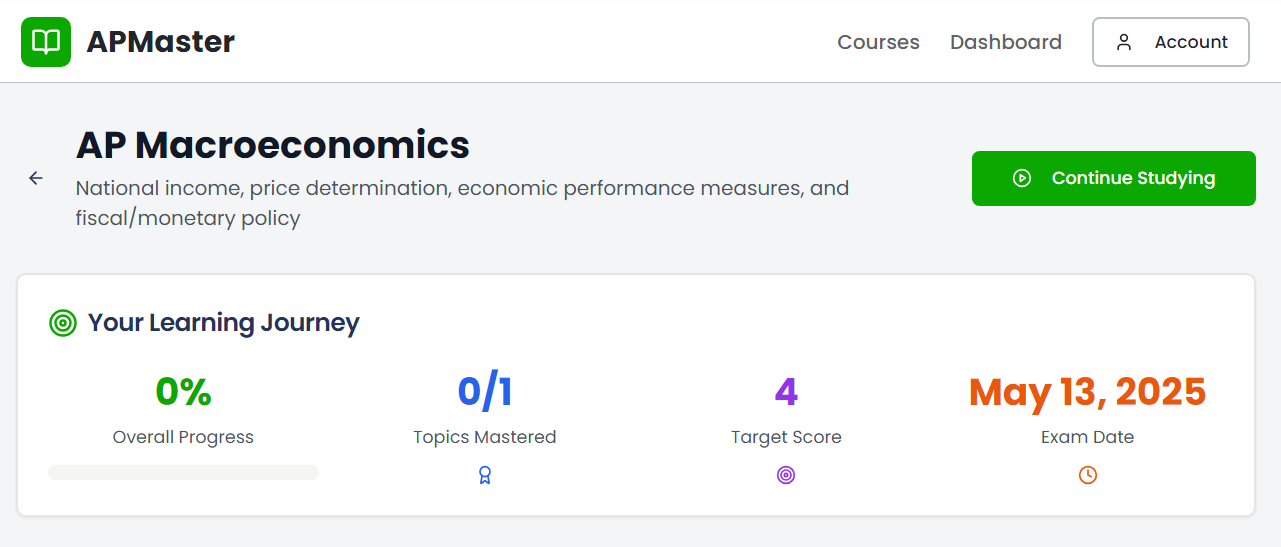 APMaster
Courses
Dashboard
Account
AP Macroeconomics
National income, price determination, economic performance measures, and
fiscal/monetary policy
Continue Studying
Your Learning Journey
0%
Overall Progress
0/1
Topics Mastered
4
Target Score
May 13, 2025
Exam Date